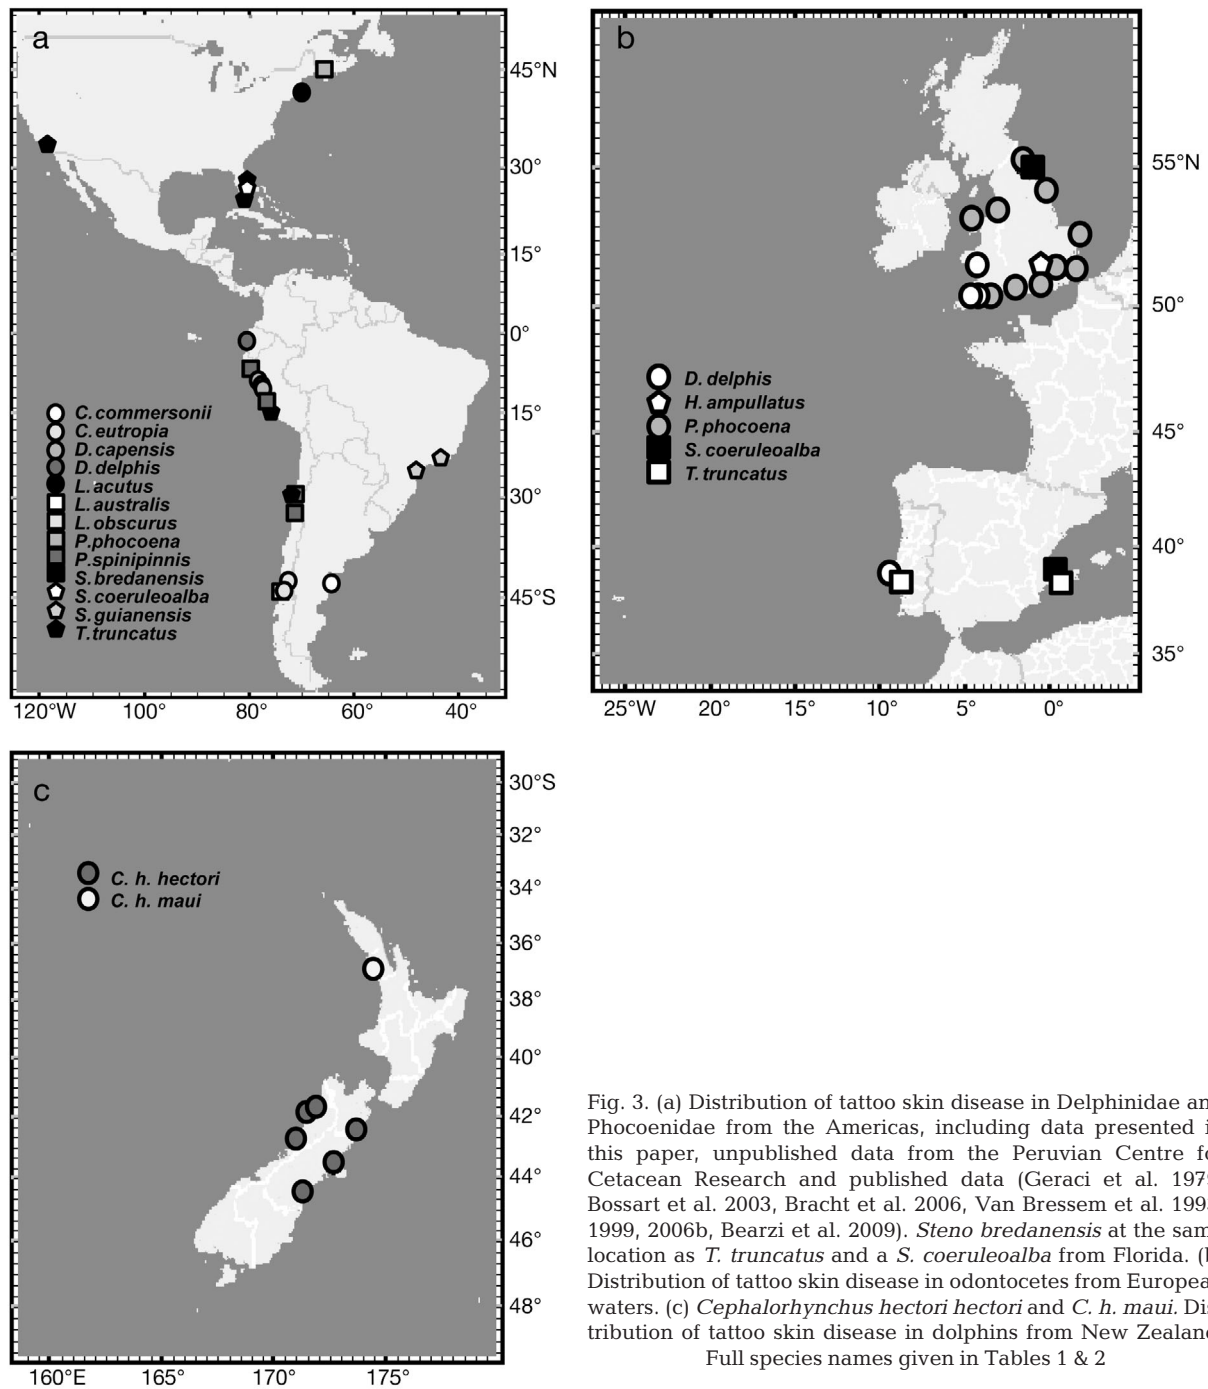 a
45°N
30°
15°
0°
15°
30°
45°S
120°W 100° 80° 60° 40°
C. commersonii
C. eutropia
D. capensis
D. delphis
L. acutus
L. australis
L. obscurus
P. phocoena
P. spinipinnis
S. bredanensis
S. coeruleoalba
S. guianensis
T. truncatus
b
55°N
50°
45°
40°
35°
25°W 20° 15° 10° 5° 0°
D. delphis
H. ampullatus
P. phocoena
S. coeruleoalba
T. truncatus
c
30°S
32°
34°
36°
38°
40°
42°
44°
46°
48°
160°E 165° 170° 175°
C. h. hectori
C. h. maui
Fig. 3. (a) Distribution of tattoo skin disease in Delphinidae an
Phocoenidae from the Americas, including data presented i
this paper, unpublished data from the Peruvian Centre fo
Cetacean Research and published data (Geraci et al. 1979
Bossart et al. 2003, Bracht et al. 2006, Van Bressem et al. 199
1999, 2006b, Bearzi et al. 2009). Steno bredanensis at the sam
location as T. truncatus and a S. coeruleoalba from Florida. (b
Distribution of tattoo skin disease in odontocetes from Europea
waters. (c) Cephalorhynchus hectori hectori and C. h. maui. Dis
tribution of tattoo skin disease in dolphins from New Zealand
Full species names given in Tables 1 & 2